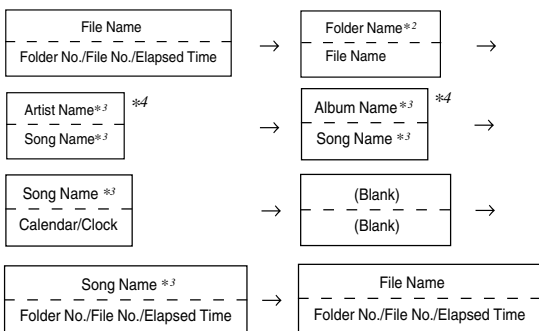 File Name
Folder No./File No./Elapsed Time
→
Folder Name*2
File Name
→
Artist Name*3
Song Name*3
*4
→
Album Name*3
Song Name *3
*4
→
Song Name *3
Calendar/Clock
→
(Blank)
(Blank)
→
Song Name *3
Folder No./File No./Elapsed Time
→
File Name
Folder No./File No./Elapsed Time